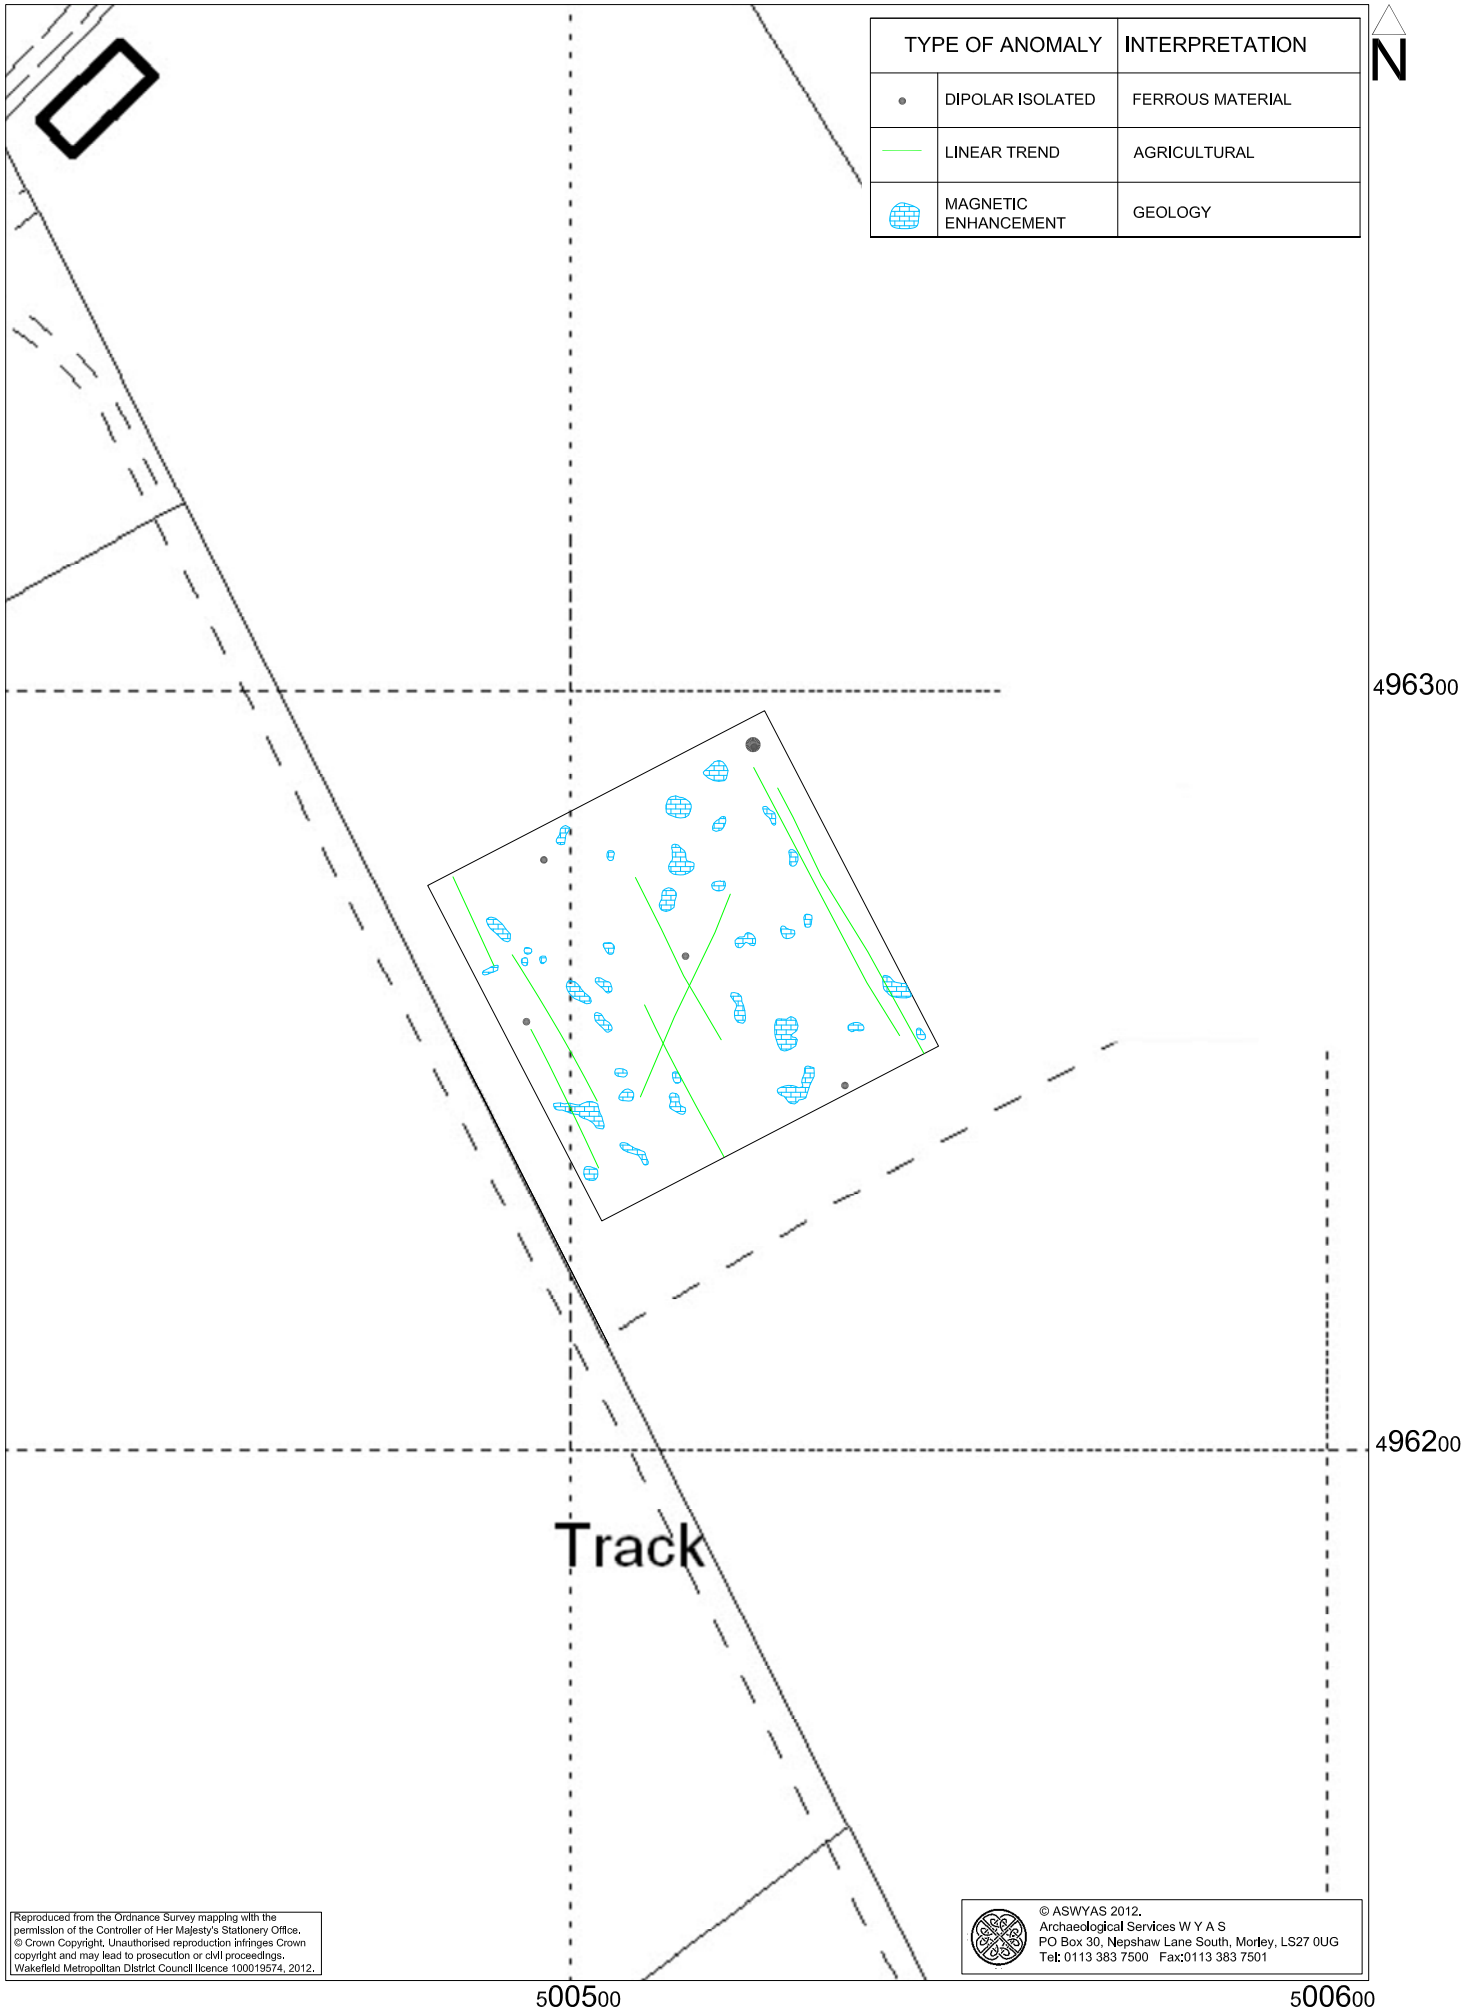 TYPE OF ANOMALY INTERPRETATION
DIPOLAR ISOLATED FERROUS MATERIAL
LINEAR TREND AGRICULTURAL
MAGNETIC
ENHANCEMENT
GEOLOGY
N
496300
496200
Track
Reproduced from the Ordnance Survey mapping with the
permission of the Controller of Her Majesty's Stationery Office.
© Crown Copyright. Unauthorised reproduction infringes Crown
copyright and may lead to prosecution or civil proceedings.
Wakefield Metropolitan District Council licence 100019574, 2012.
© ASWYAS 2012.
Archaeological Services W Y A S
PO Box 30, Nepshaw Lane South, Morley, LS27 0UG
Tel: 0113 383 7500 Fax:0113 383 7501
500500
500600